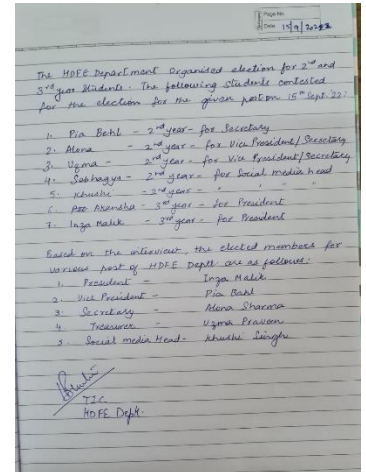 Page No.
Date 15/9/2022
The HDFE Department Organised election for 2nd and
3rd year Students. The following students contested
for the election for the given postion 15th Sept.'22:
1. Pia Bahl - 2nd year - for Secretary
2. Alona - 2nd year - for Vice President/Secretary
3. Uzma - 2nd year - for Vice President/Secretary
4. Sabhagya - 2nd year - for Social media head
5. Khushi - 2nd year - " " "
6. Akansha - 3rd year - for President
7. Inza Malik - 3rd year - for President
Based on the interview, the elected members for
various post of HDFE Deptt. are as follows:
1. President - Inza Malik
2. Vice President - Pia Bahl
3. Secretary - Alona Sharma
4. Treasurer - Uzma Praveen
5. Social media Head - Khushi Singh
TIC
HDFE Deptt.